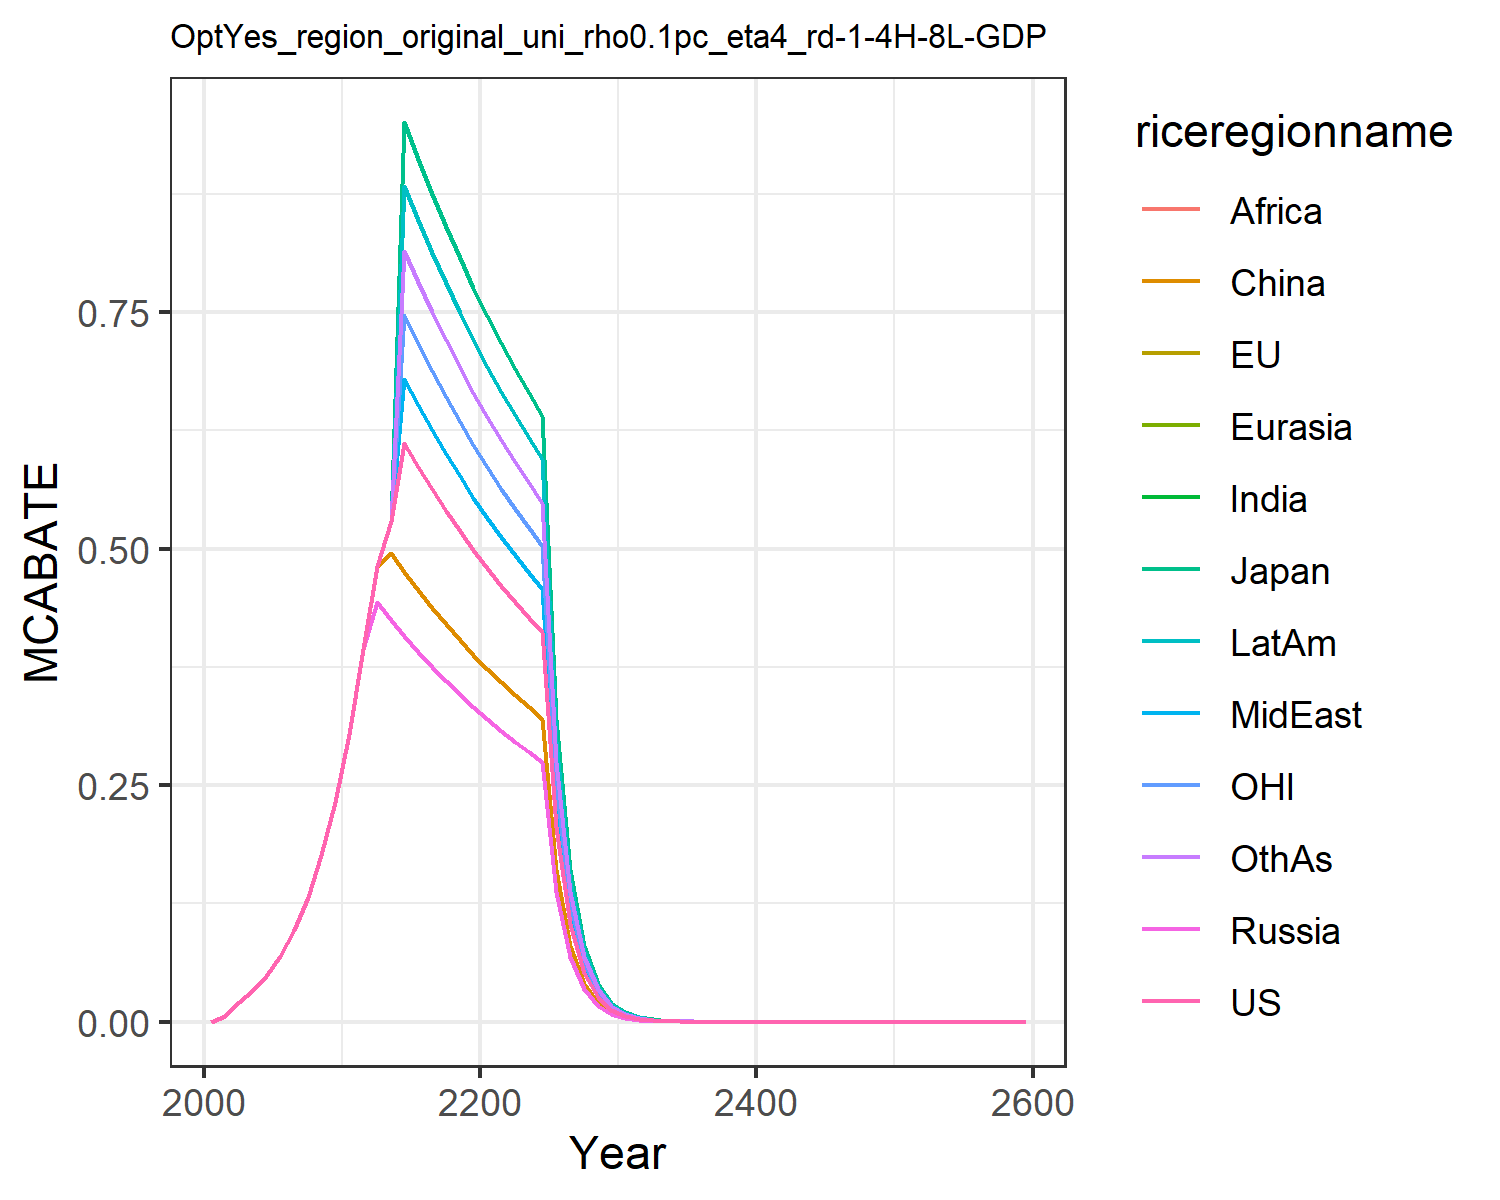 OptYes_region_original_uni_rho0.1pc_eta4_rd-1-4H-8L-GDP
MCABATE
0.75
0.50
0.25
0.00
2000 2200 2400 2600
Year
riceregionname
Africa
China
EU
Eurasia
India
Japan
LatAm
MidEast
OHI
OthAs
Russia
US